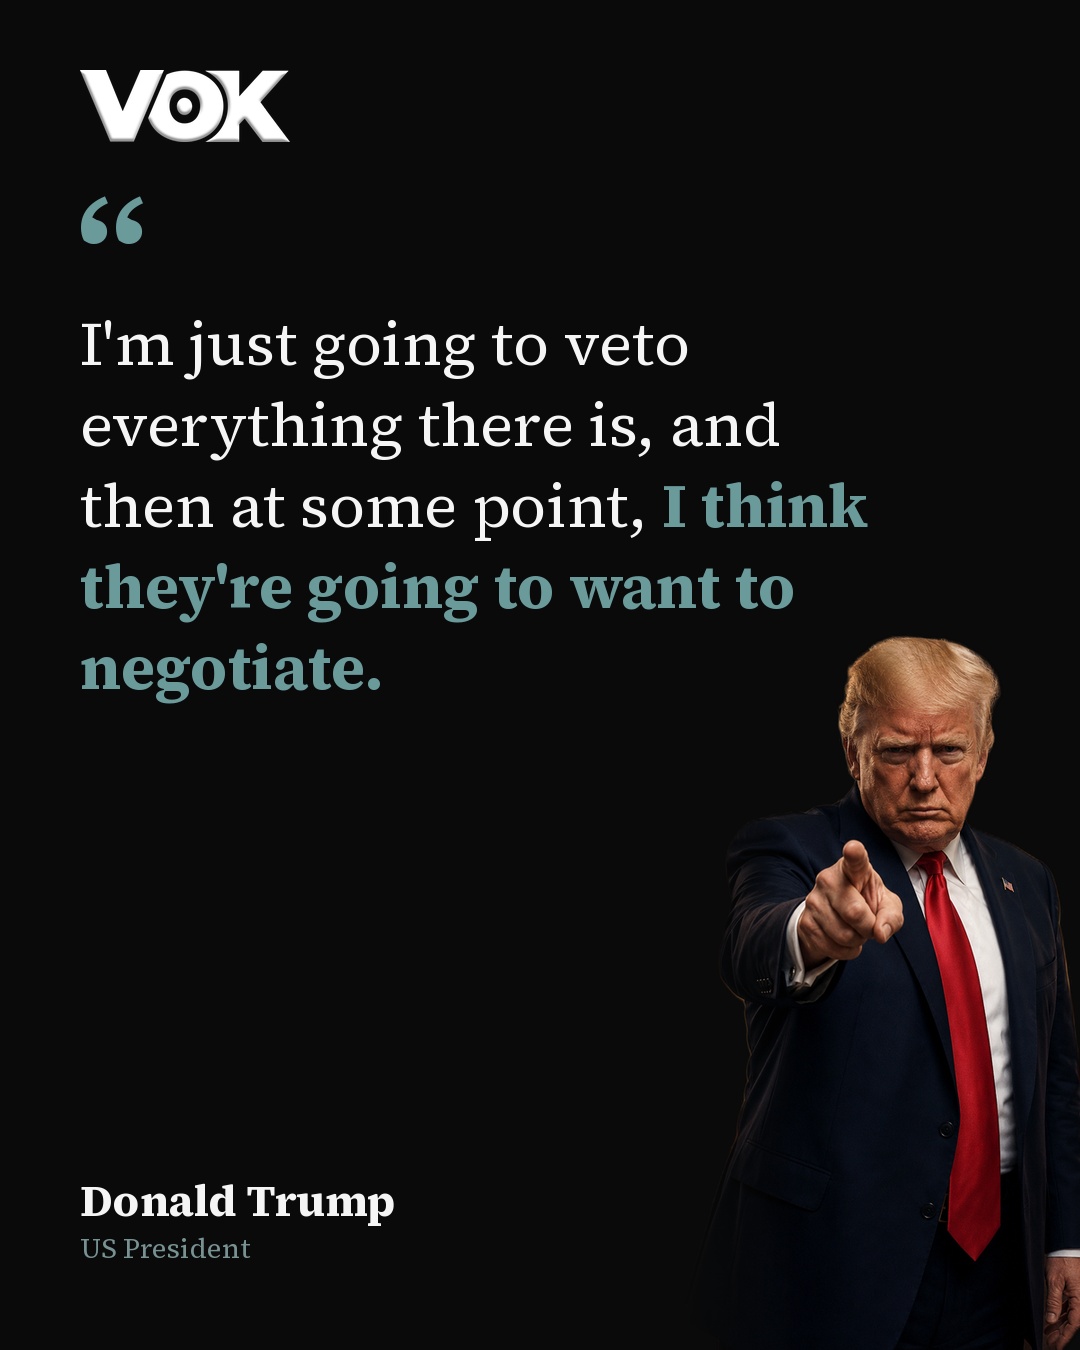 VOK
“
I'm just going to veto
everything there is, and
then at some point, I think
they're going to want to
negotiate.
Donald Trump
US President